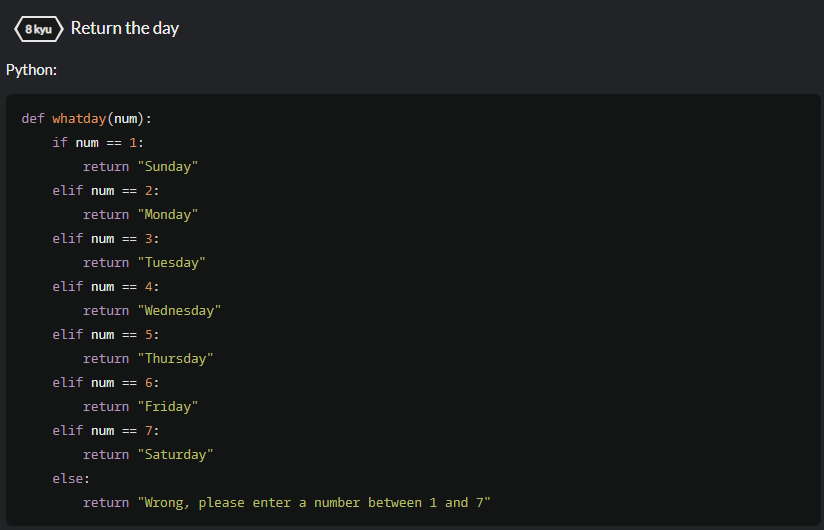 8 kyu Return the day
Python:
def whatday(num):
    if num == 1:
        return "Sunday"
    elif num == 2:
        return "Monday"
    elif num == 3:
        return "Tuesday"
    elif num == 4:
        return "Wednesday"
    elif num == 5:
        return "Thursday"
    elif num == 6:
        return "Friday"
    elif num == 7:
        return "Saturday"
    else:
        return "Wrong, please enter a number between 1 and 7"